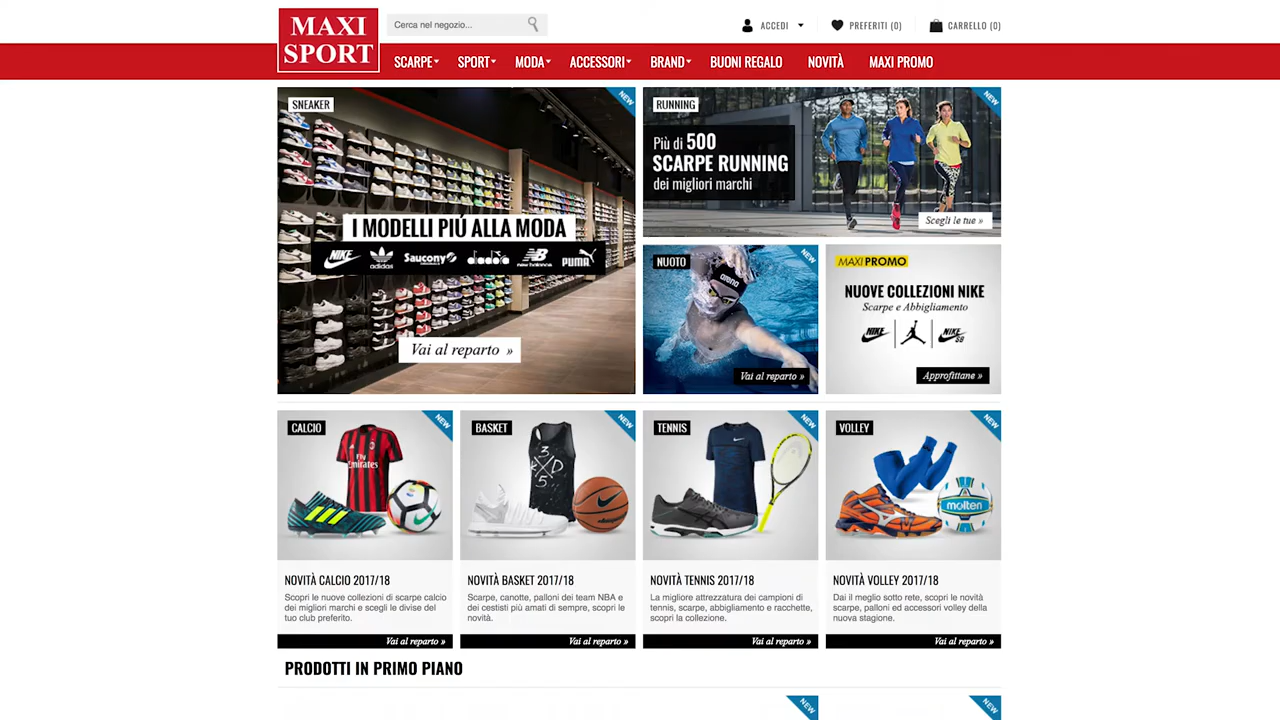 MAXI
SPORT
Cerca nel negozio...
ACCEDI
PREFERITI (0)
CARRELLO (0)
SCARPE
SPORT
MODA
ACCESSORI
BRAND
BUONI REGALO
NOVITÀ
MAXI PROMO
SNEAKER
NEW
I MODELLI PIÚ ALLA MODA
NIKE
adidas
Saucony
diadora
new balance
PUMA
Vai al reparto »
RUNNING
NEW
Più di 500
SCARPE RUNNING
dei migliori marchi
Scegli le tue »
NUOTO
NEW
arena
Vai al reparto »
MAXI PROMO
NUOVE COLLEZIONI NIKE
Scarpe e Abbigliamento
NIKE
NIKE SB
Approfittane »
CALCIO
NEW
Fly
Emirates
NOVITÀ CALCIO 2017/18
Scopri le nuove collezioni di scarpe calcio
dei migliori marchi e scegli le divise del
tuo club preferito.
Vai al reparto »
BASKET
NEW
NOVITÀ BASKET 2017/18
Scarpe, canotte, palloni dei team NBA e
dei cestisti più amati di sempre, scopri le
novità.
Vai al reparto »
TENNIS
NEW
NOVITÀ TENNIS 2017/18
La migliore attrezzatura dei campioni di
tennis, scarpe, abbigliamento e racchette,
scopri la collezione.
Vai al reparto »
VOLLEY
NEW
molten
NOVITÀ VOLLEY 2017/18
Dai il meglio sotto rete, scopri le novità
scarpe, palloni ed accessori volley della
nuova stagione.
Vai al reparto »
PRODOTTI IN PRIMO PIANO
NEW
NEW